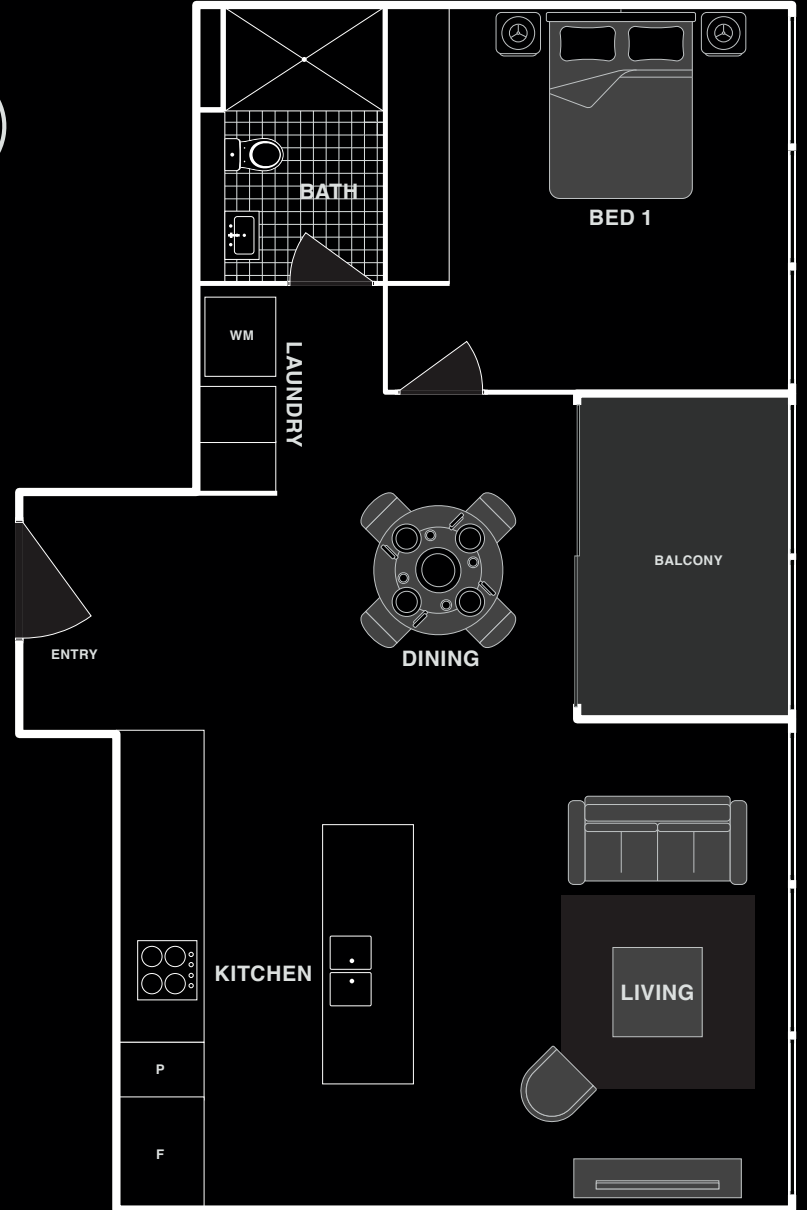 BATH
BED 1
WM
LAUNDRY
BALCONY
ENTRY
DINING
KITCHEN
LIVING
P
F